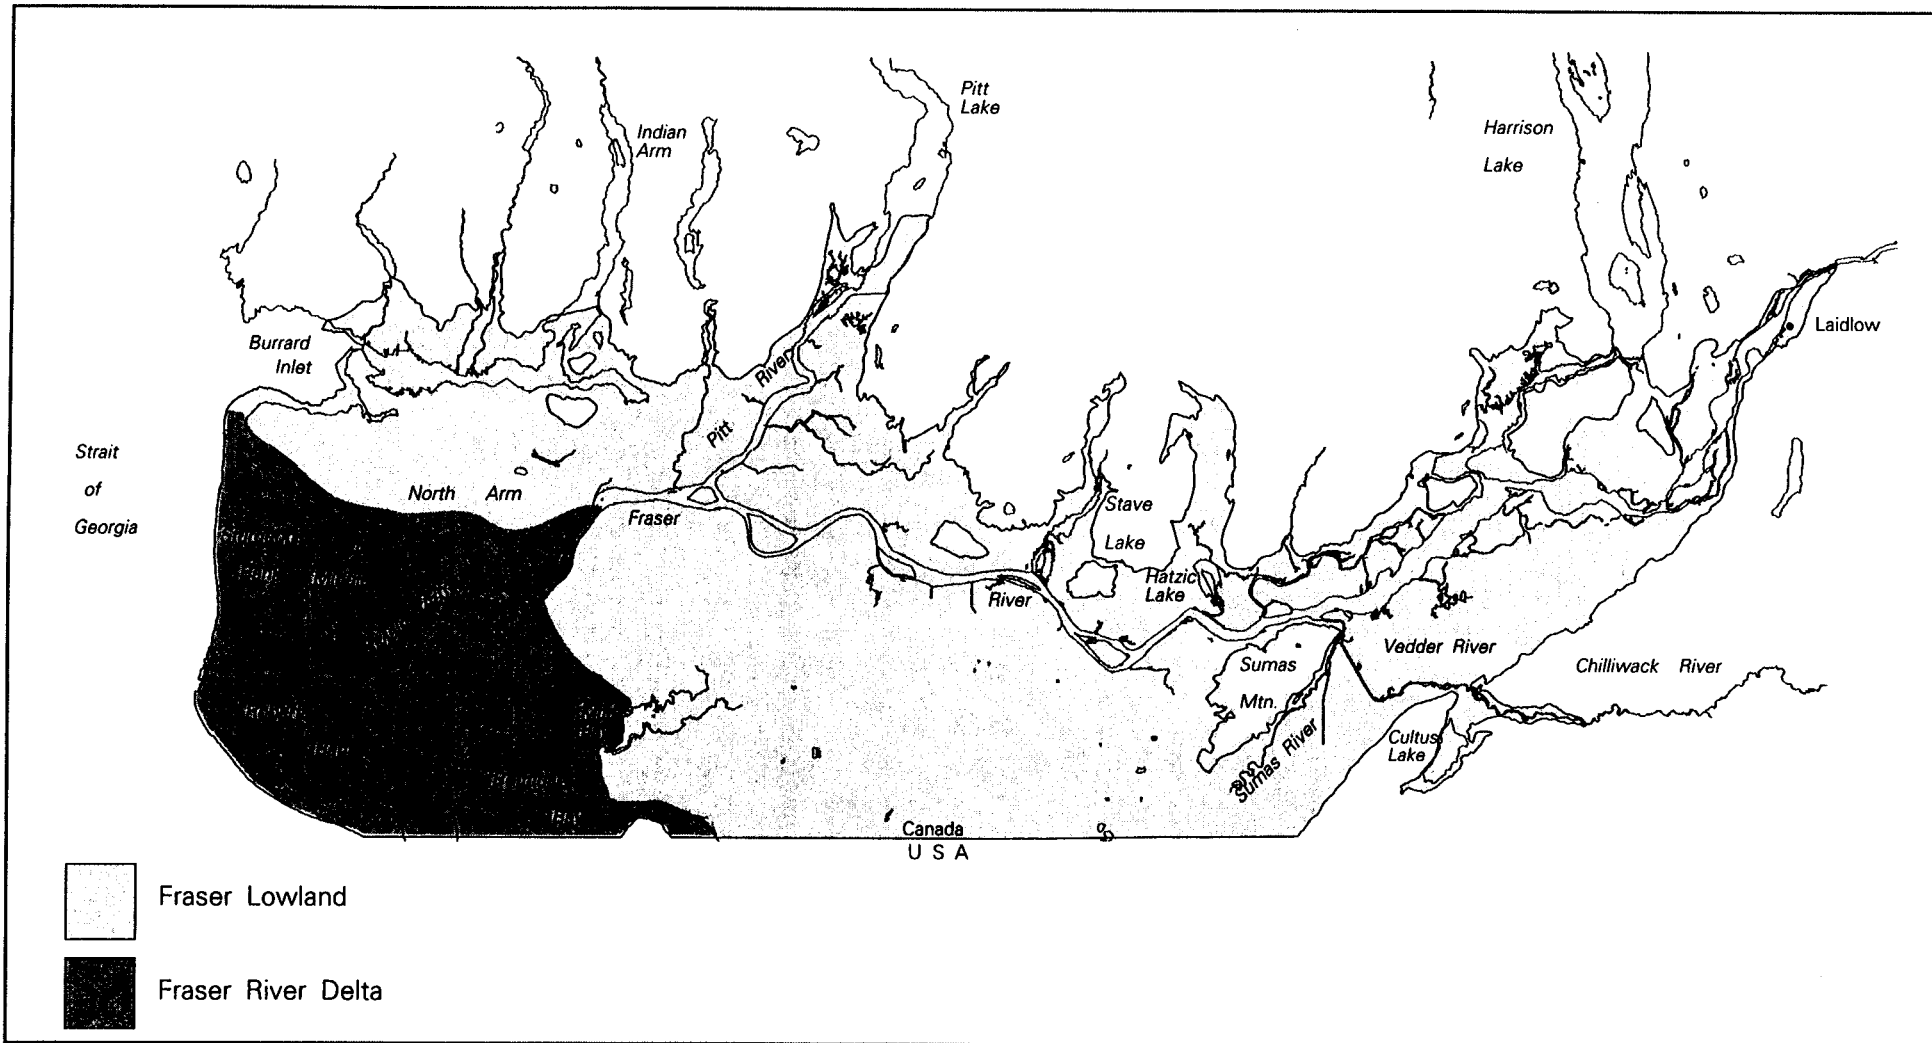 Pitt
Lake
Indian
Arm
Harrison
Lake
Burrard
Inlet
Laidlow
River
Pitt
Strait
of
Georgia
North Arm
Fraser
Stave
Lake
Hatzic
Lake
River
Sumas
Mtn.
Vedder River
Chilliwack River
Sumas River
Cultus
Lake
Canada
U S A
Fraser Lowland
Fraser River Delta